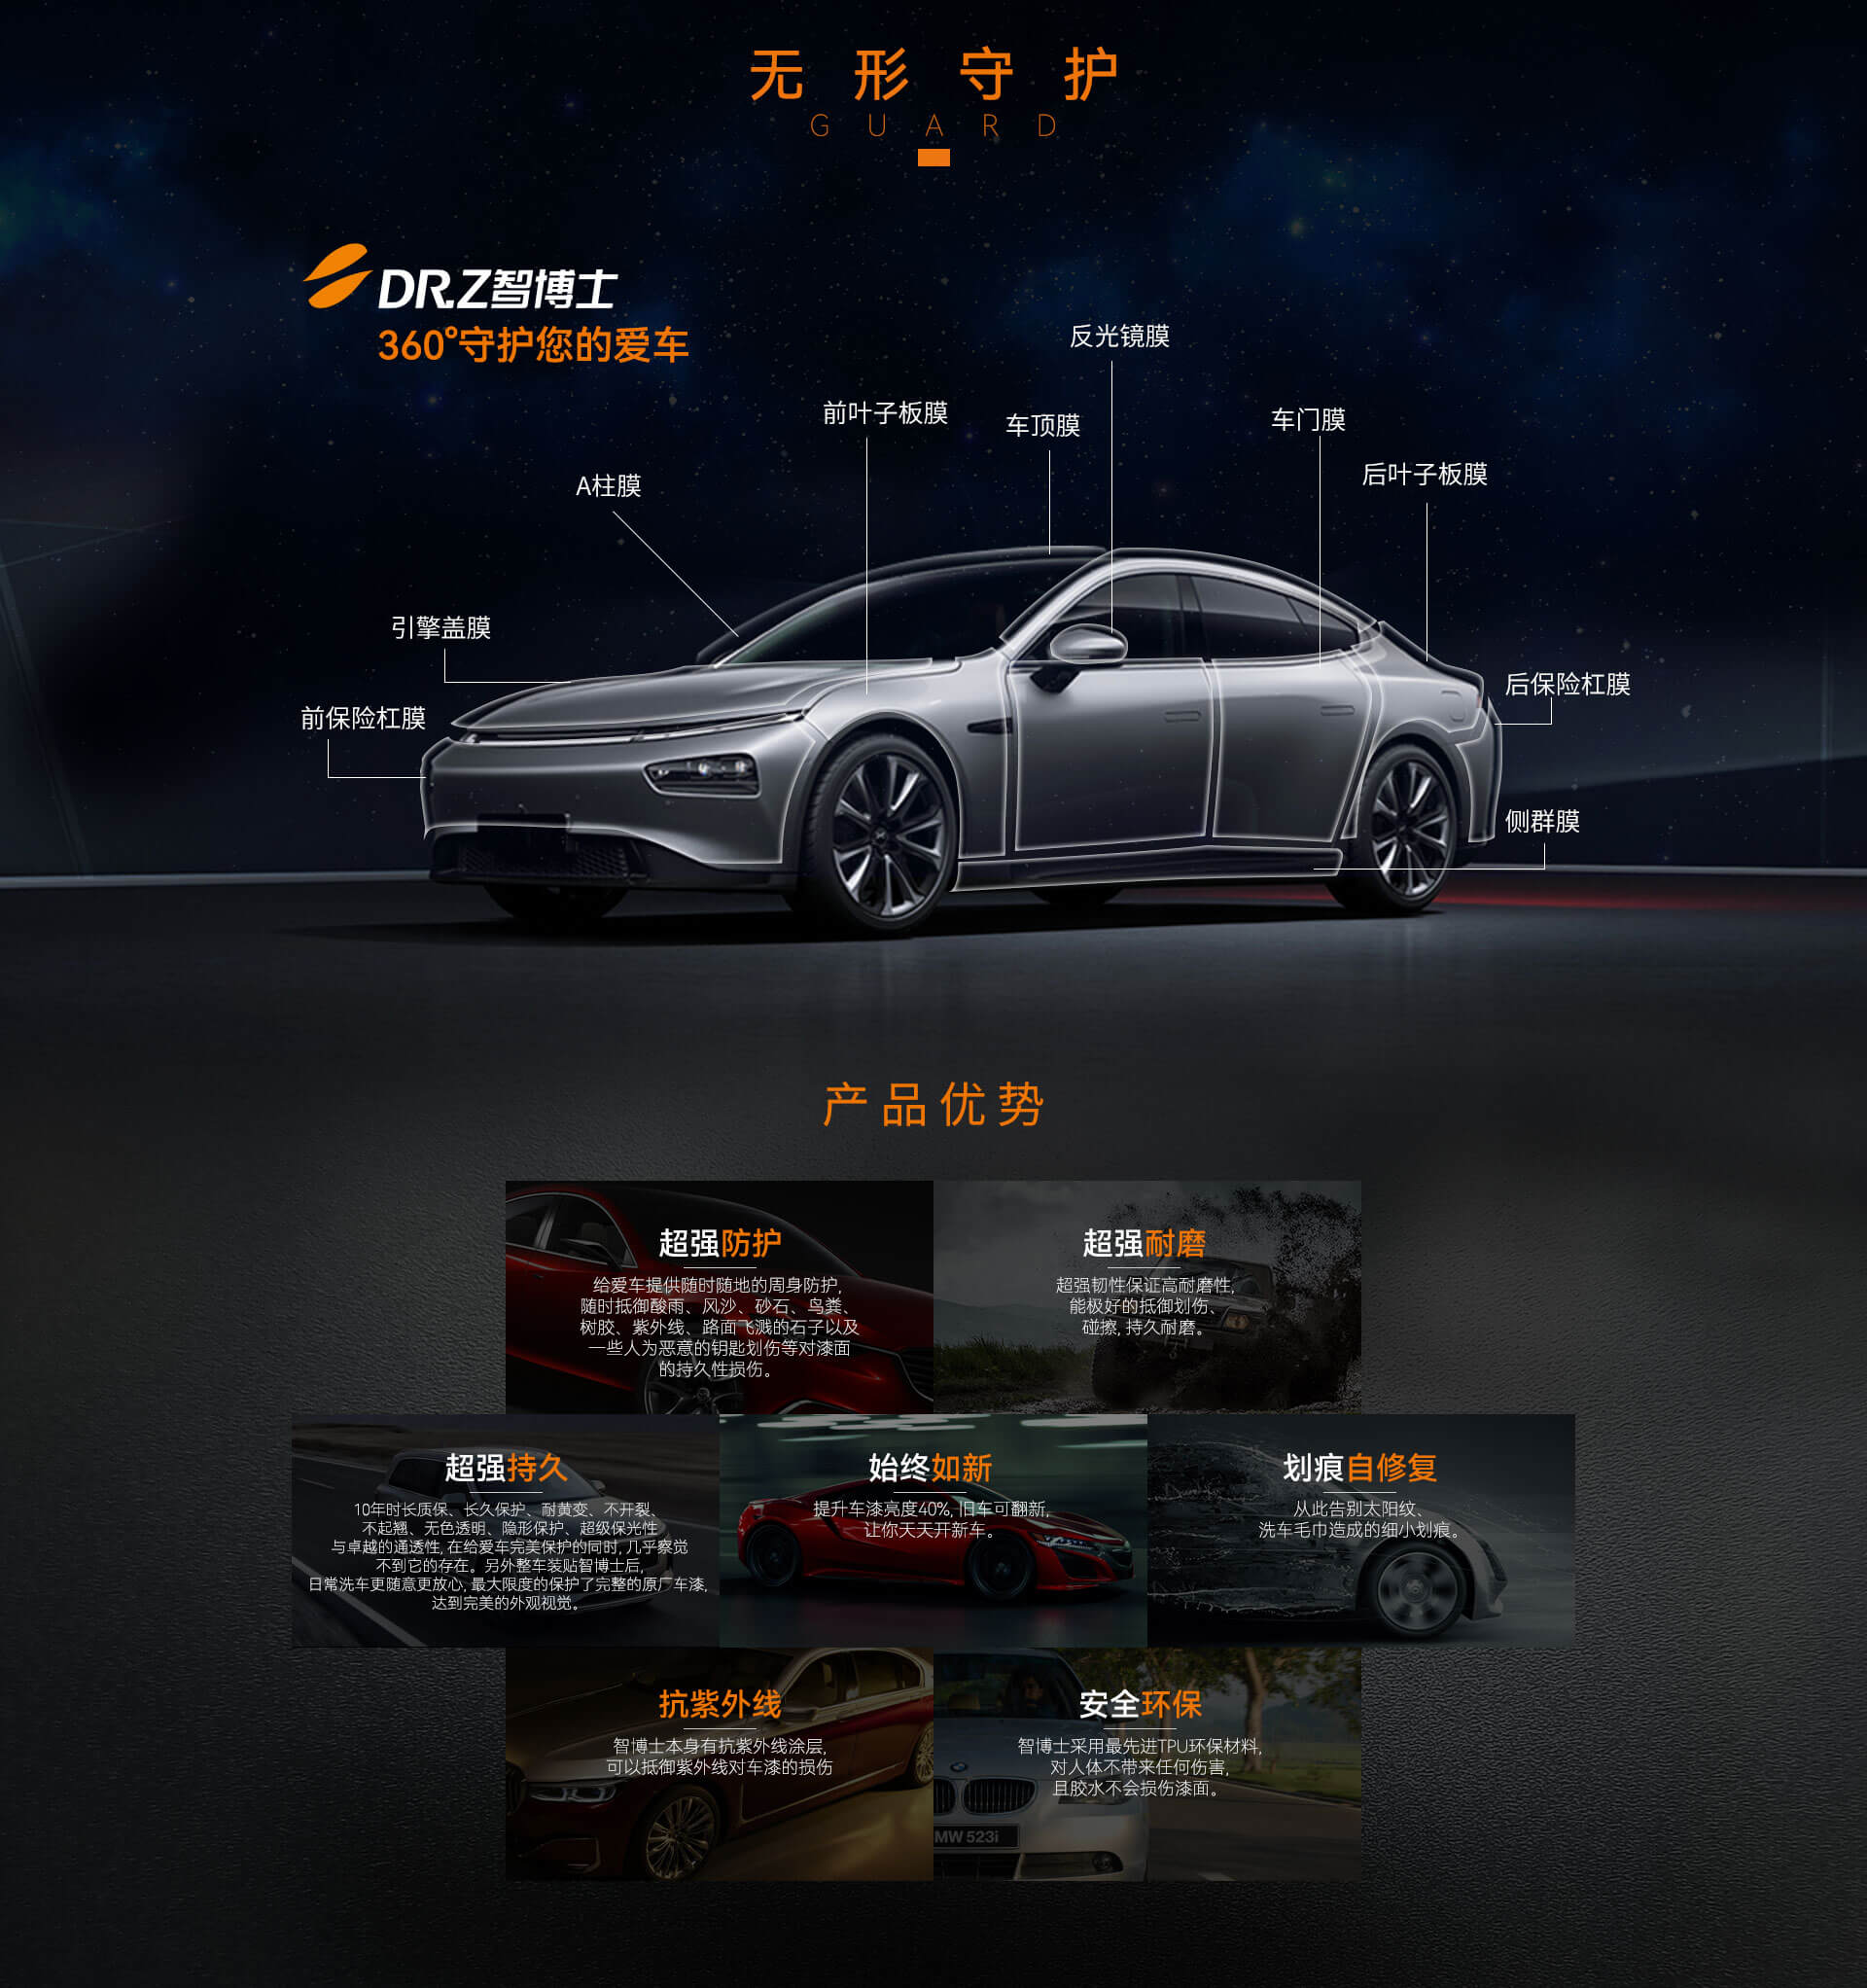 无形守护
GUARD
DR.Z智博士
360°守护您的爱车
反光镜膜
前叶子板膜
车顶膜
车门膜
后叶子板膜
A柱膜
引擎盖膜
后保险杠膜
前保险杠膜
侧群膜
产品优势
超强防护
给爱车提供随时随地的周身防护,
随时抵御酸雨、风沙、砂石、鸟粪、
树胶、紫外线、路面飞溅的石子以及
一些人为恶意的钥匙划伤等对漆面
的持久性损伤。
超强耐磨
超强韧性保证高耐磨性,
能极好的抵御划伤、
碰擦, 持久耐磨。
超强持久
10年时长质保、长久保护、耐黄变、不开裂、
不起翘、无色透明、隐形保护、超级保光性
与卓越的通透性, 在给爱车完美保护的同时, 几乎察觉
不到它的存在。另外整车装贴智博士后,
日常洗车更随意更放心, 最大限度的保护了完整的原厂车漆,
达到完美的外观视觉。
始终如新
提升车漆亮度40%, 旧车可翻新,
让你天天开新车。
划痕自修复
从此告别太阳纹、
洗车毛巾造成的细小划痕。
抗紫外线
智博士本身有抗紫外线涂层,
可以抵御紫外线对车漆的损伤
安全环保
智博士采用最先进TPU环保材料,
对人体不带来任何伤害,
且胶水不会损伤漆面。
MW 523i